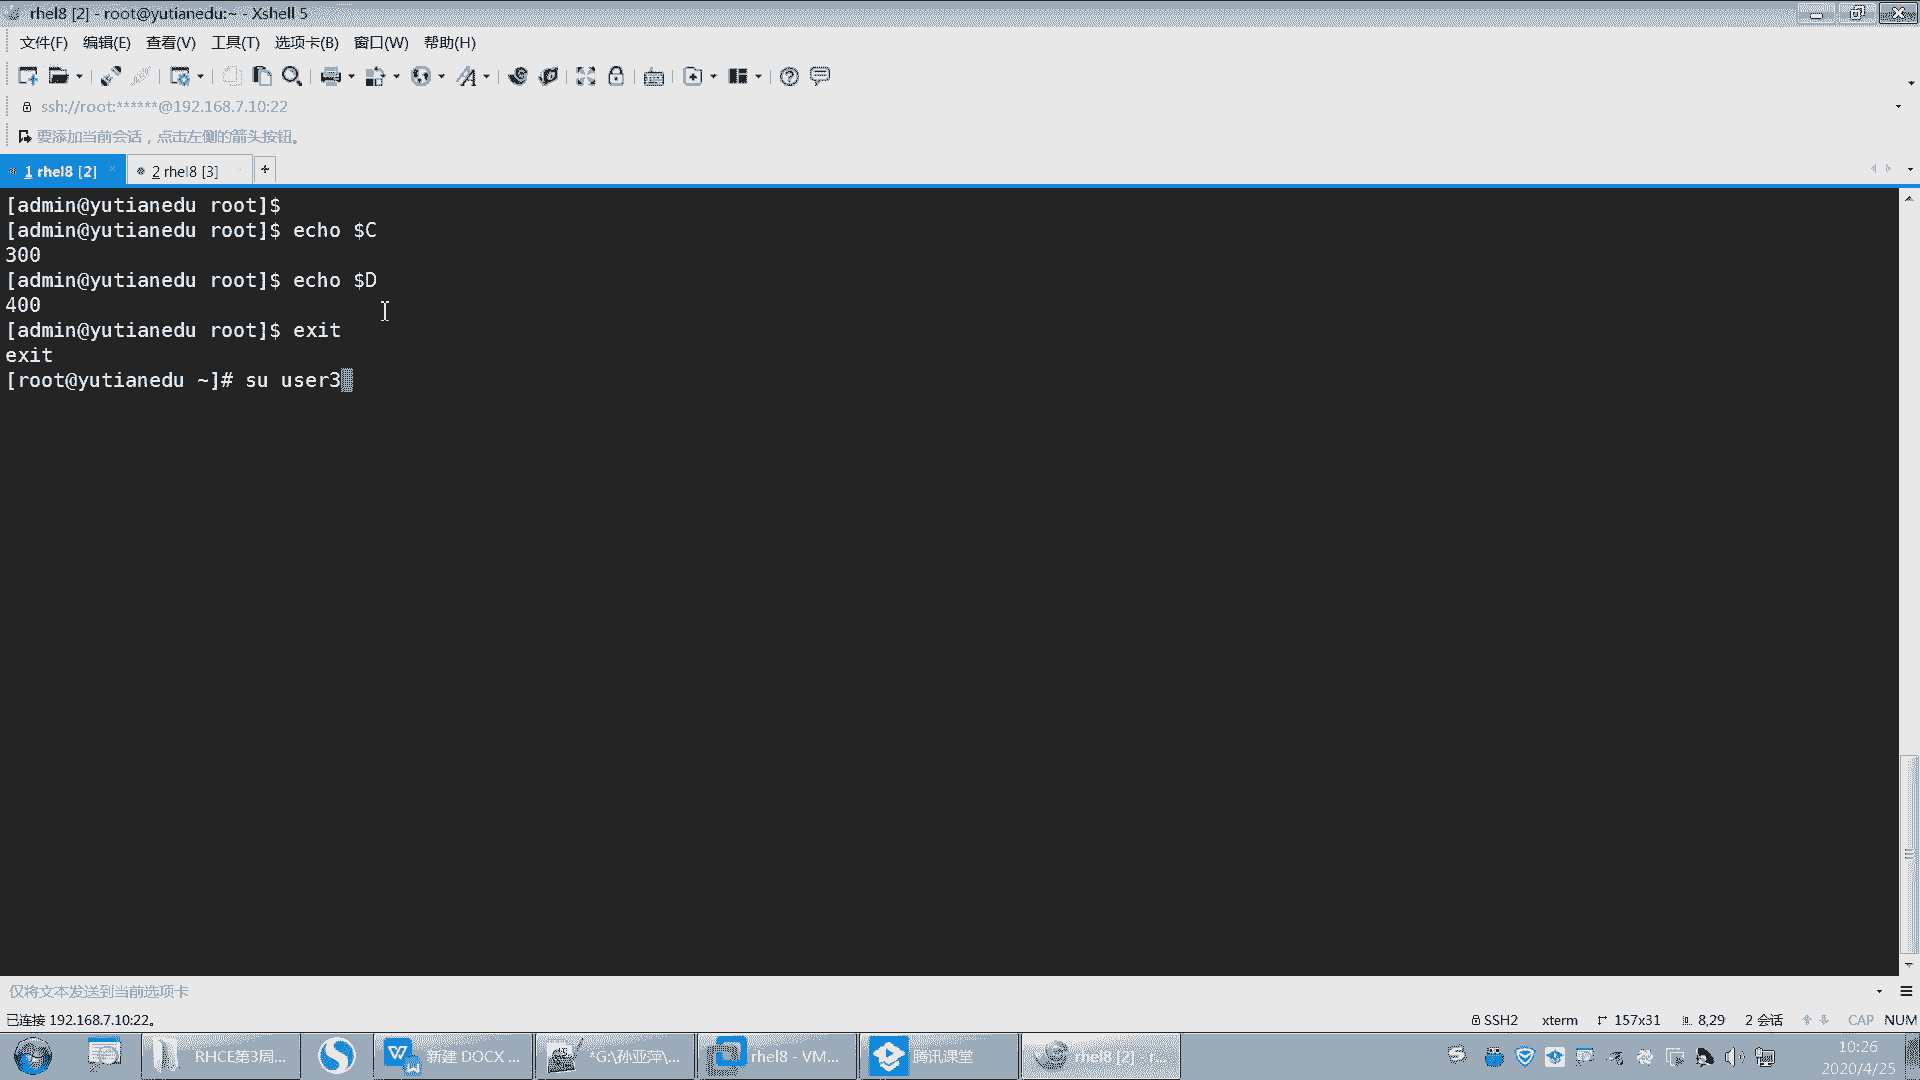 rhel8 [2] - root@yutianedu:~ - Xshell 5
文件(F) 编辑(E) 查看(V) 工具(T) 选项卡(B) 窗口(W) 帮助(H)
ssh://root:******@192.168.7.10:22
要添加当前会话，点击左侧的箭头按钮。
1 rhel8 [2] 2 rhel8 [3] +
[admin@yutianedu root]$
[admin@yutianedu root]$ echo $C
300
[admin@yutianedu root]$ echo $D
400
[admin@yutianedu root]$ exit
exit
[root@yutianedu ~]# su user3
仅将文本发送到当前选项卡
已连接 192.168.7.10:22。 SSH2 xterm 157x31 8,29 2 会话 CAP NUM
RHCE第3周... 新建 DOCX ... *G:\孙亚萍\... rhel8 - VM... 腾讯课堂 rhel8 [2] - r... 10:26
2020/4/25